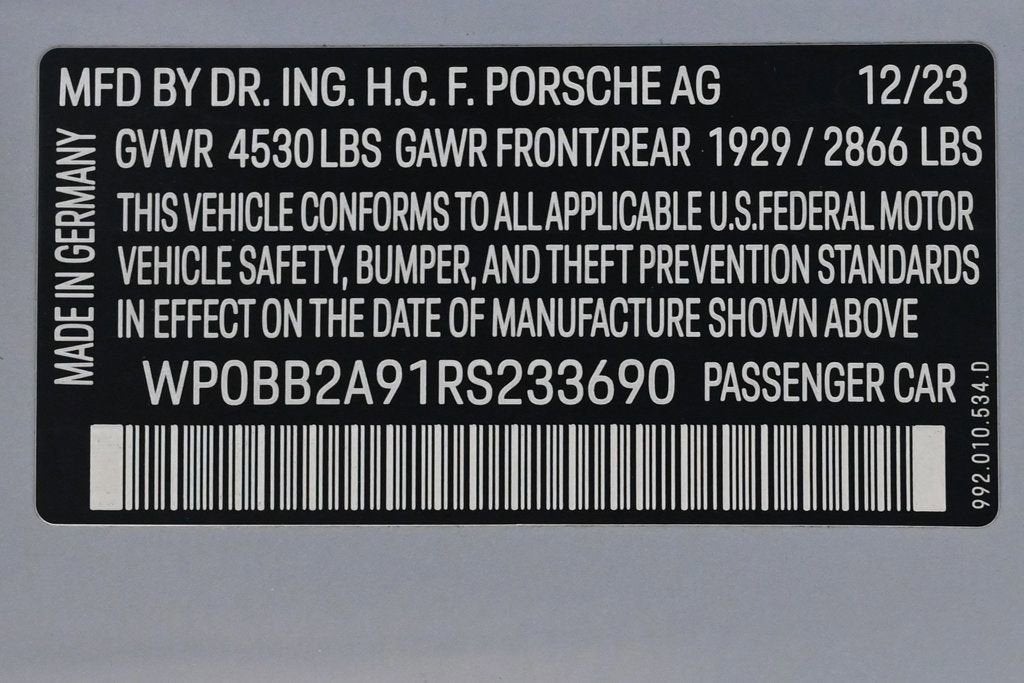 MFD BY DR. ING. H.C. F. PORSCHE AG 12/23
GVWR 4530LBS GAWR FRONT/REAR 1929 / 2866 LBS
THIS VEHICLE CONFORMS TO ALL APPLICABLE U.S.FEDERAL MOTOR
VEHICLE SAFETY, BUMPER, AND THEFT PREVENTION STANDARDS
IN EFFECT ON THE DATE OF MANUFACTURE SHOWN ABOVE
WP0BB2A91RS233690 PASSENGER CAR
MADE IN GERMANY
992.010.534.D